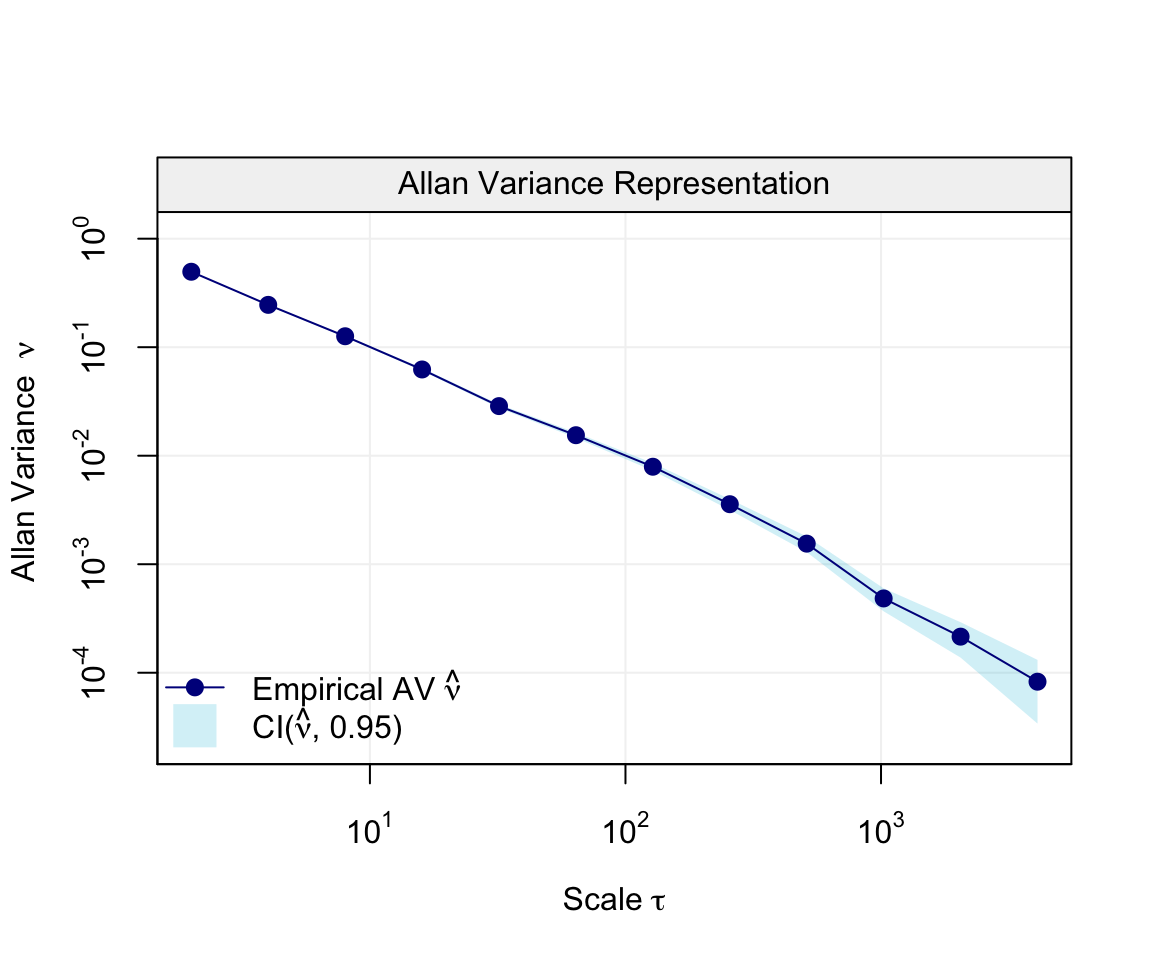 Allan Variance Representation
Allan Variance ν
10^0
10^-1
10^-2
10^-3
10^-4
Empirical AV ν̂
CI(ν̂, 0.95)
10^1 10^2 10^3
Scale τ